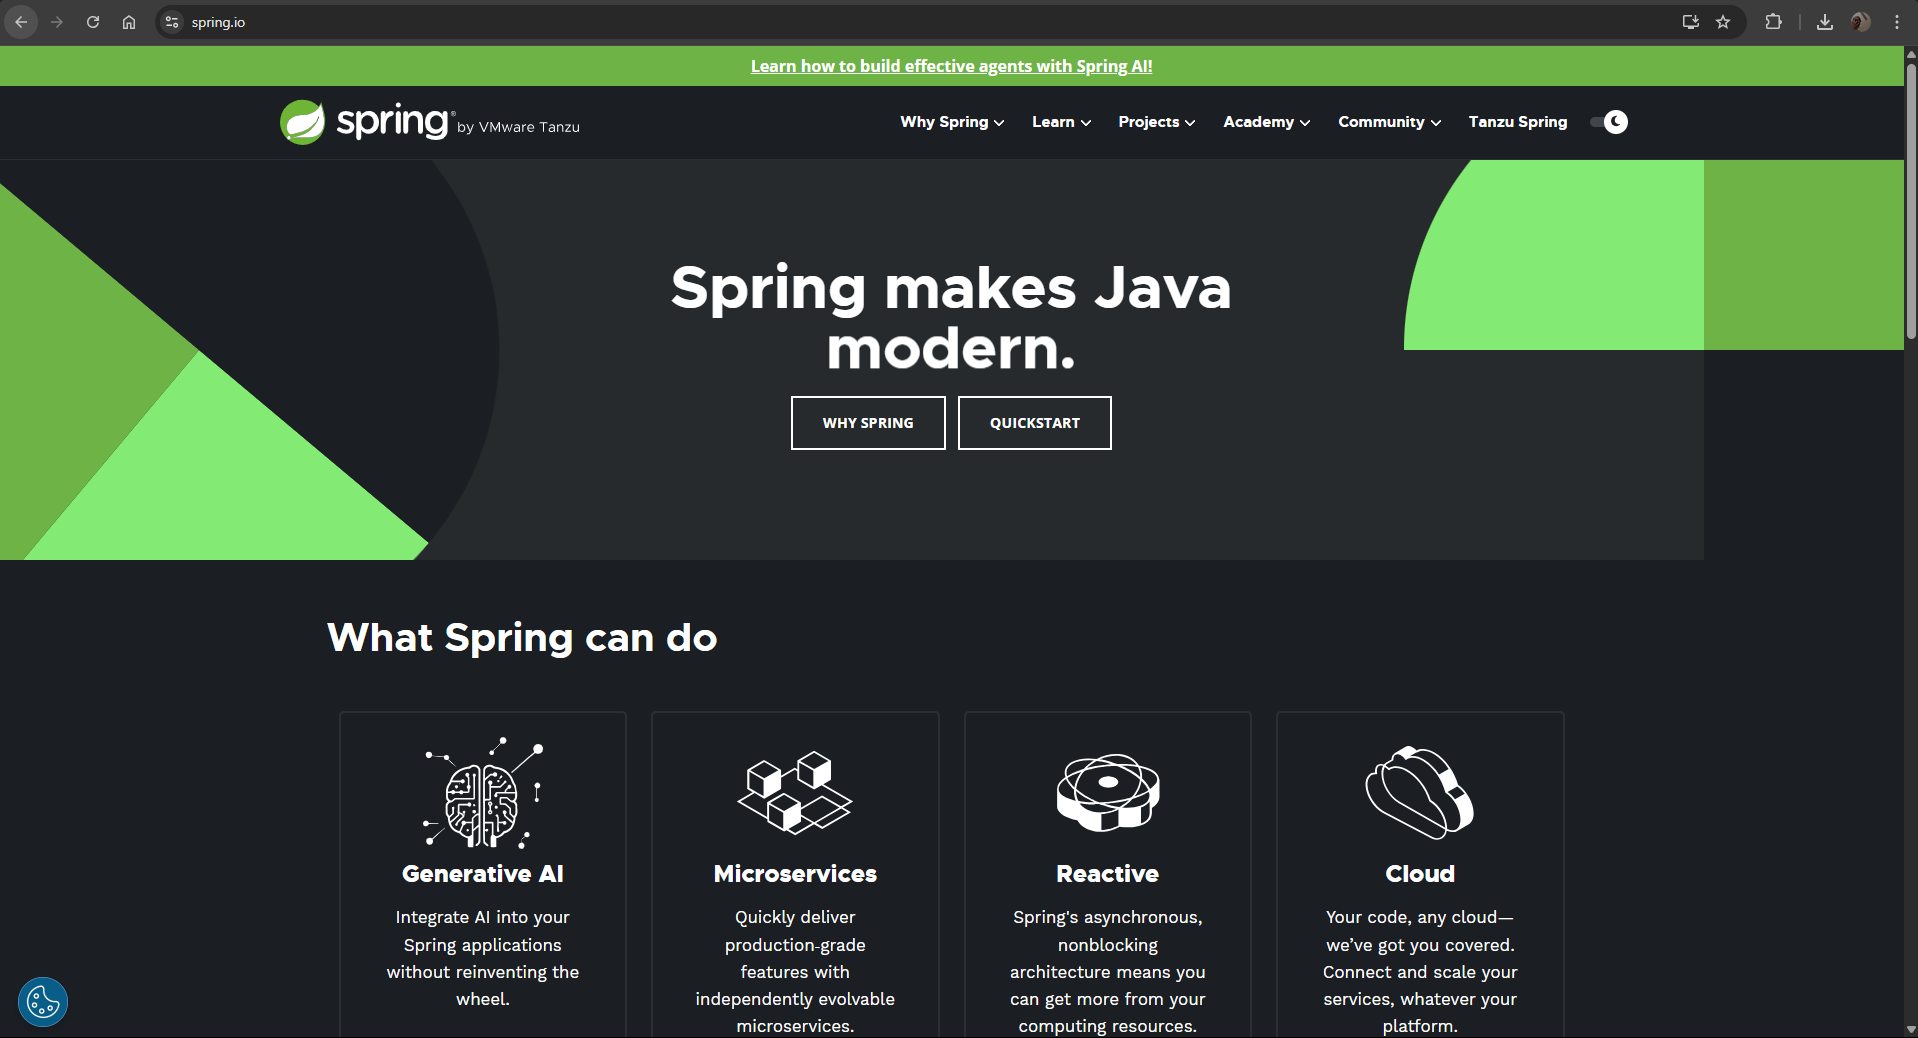 spring.io
Learn how to build effective agents with Spring AI!
spring® by VMware Tanzu
Why Spring
Learn
Projects
Academy
Community
Tanzu Spring
Spring makes Java
modern.
WHY SPRING
QUICKSTART
What Spring can do
Generative AI
Integrate AI into your
Spring applications
without reinventing the
wheel.
Microservices
Quickly deliver
production-grade
features with
independently evolvable
microservices.
Reactive
Spring's asynchronous,
nonblocking
architecture means you
can get more from your
computing resources.
Cloud
Your code, any cloud—
we’ve got you covered.
Connect and scale your
services, whatever your
platform.